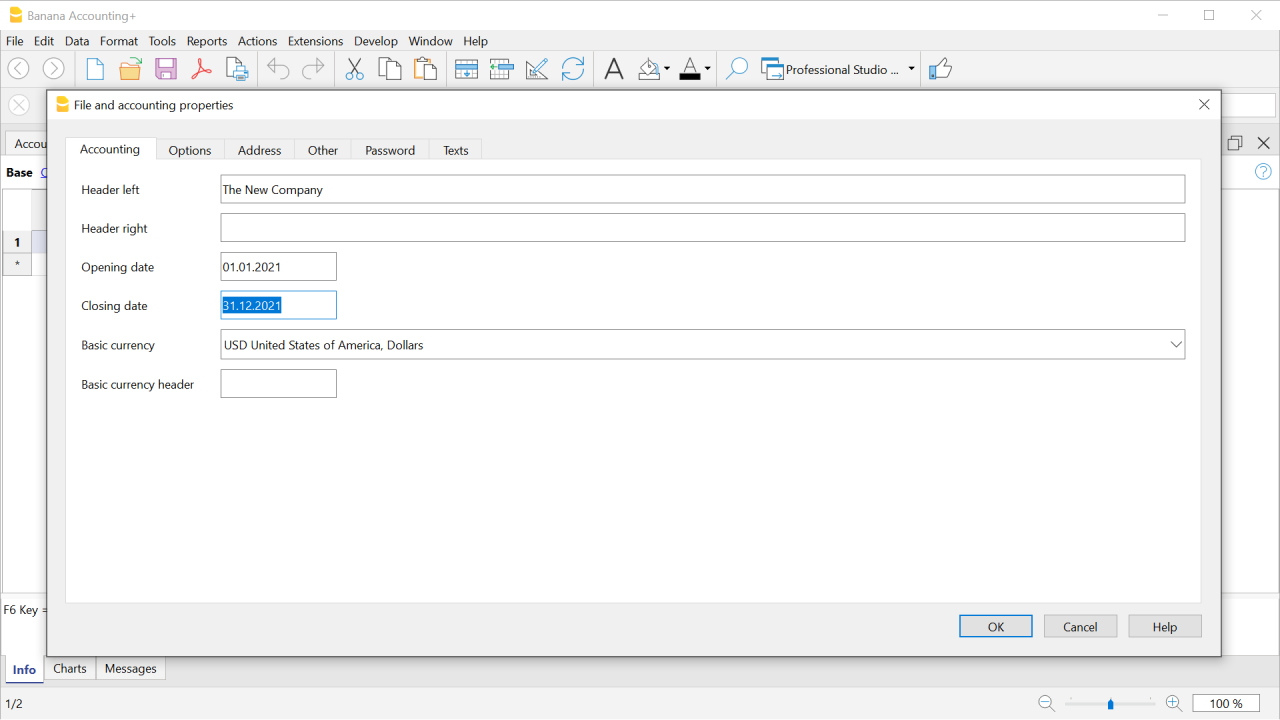 Banana Accounting+
File Edit Data Format Tools Reports Actions Extensions Develop Window Help
Professional Studio ...
File and accounting properties
Accou
Accounting Options Address Other Password Texts
Base
Header left The New Company
Header right
1
*
Opening date 01.01.2021
Closing date 31.12.2021
Basic currency USD United States of America, Dollars
Basic currency header
F6 Key =
OK Cancel Help
Info Charts Messages
1/2 100 %